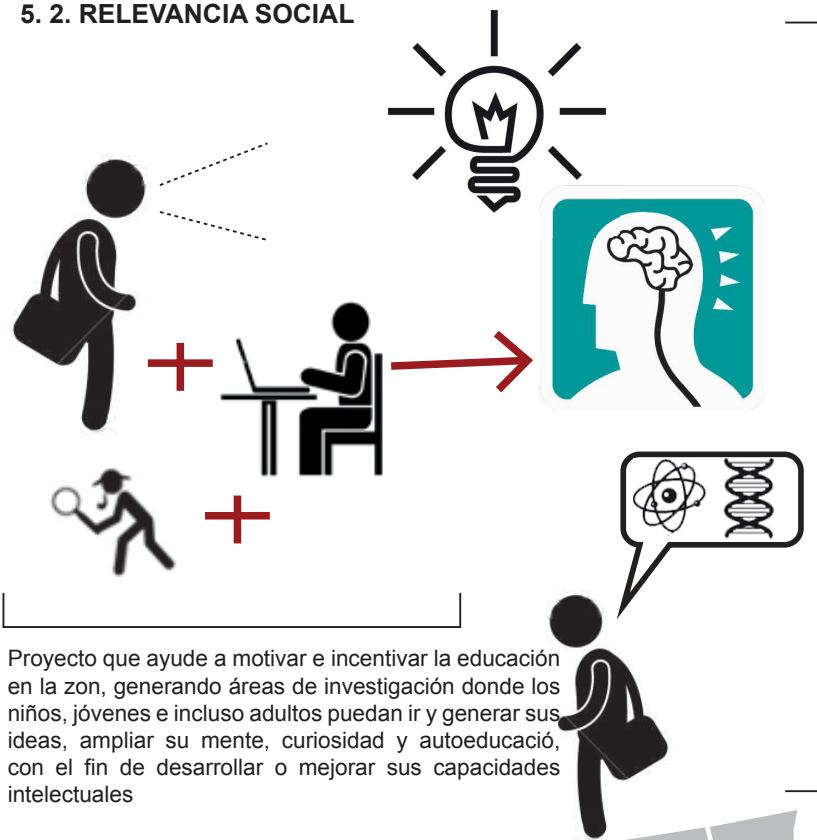 5. 2. RELEVANCIA SOCIAL
Proyecto que ayude a motivar e incentivar la educación
en la zon, generando áreas de investigación donde los
niños, jóvenes e incluso adultos puedan ir y generar sus
ideas, ampliar su mente, curiosidad y autoeducació,
con el fin de desarrollar o mejorar sus capacidades
intelectuales